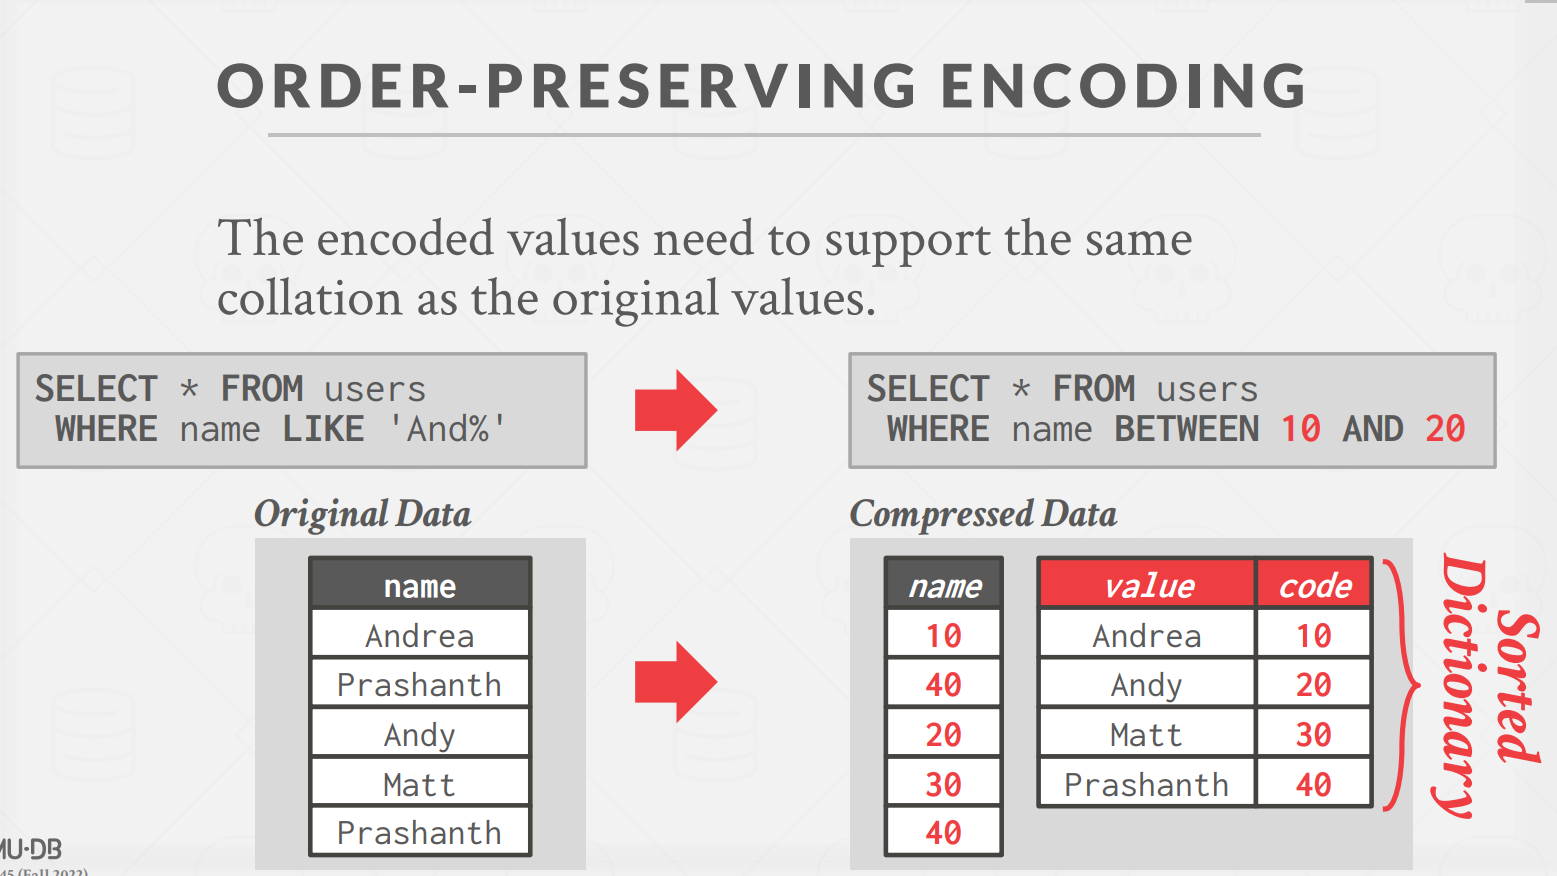 ORDER-PRESERVING ENCODING
The encoded values need to support the same
collation as the original values.
SELECT * FROM users
WHERE name LIKE 'And%'
SELECT * FROM users
WHERE name BETWEEN 10 AND 20
Original Data
name
Andrea
Prashanth
Andy
Matt
Prashanth
Compressed Data
name
10
40
20
30
40
value code
Andrea 10
Andy 20
Matt 30
Prashanth 40
Sorted
Dictionary
MU·DB
45 (Fall 2022)